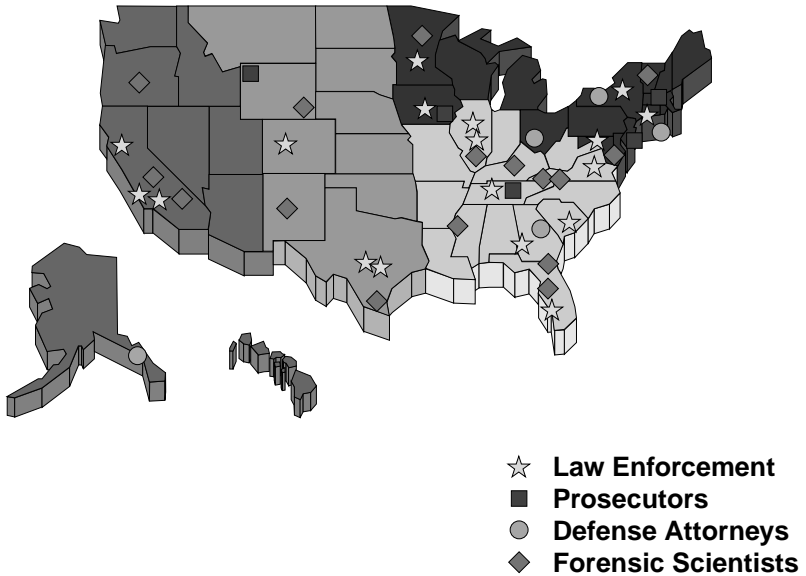 Law Enforcement
Prosecutors
Defense Attorneys
Forensic Scientists